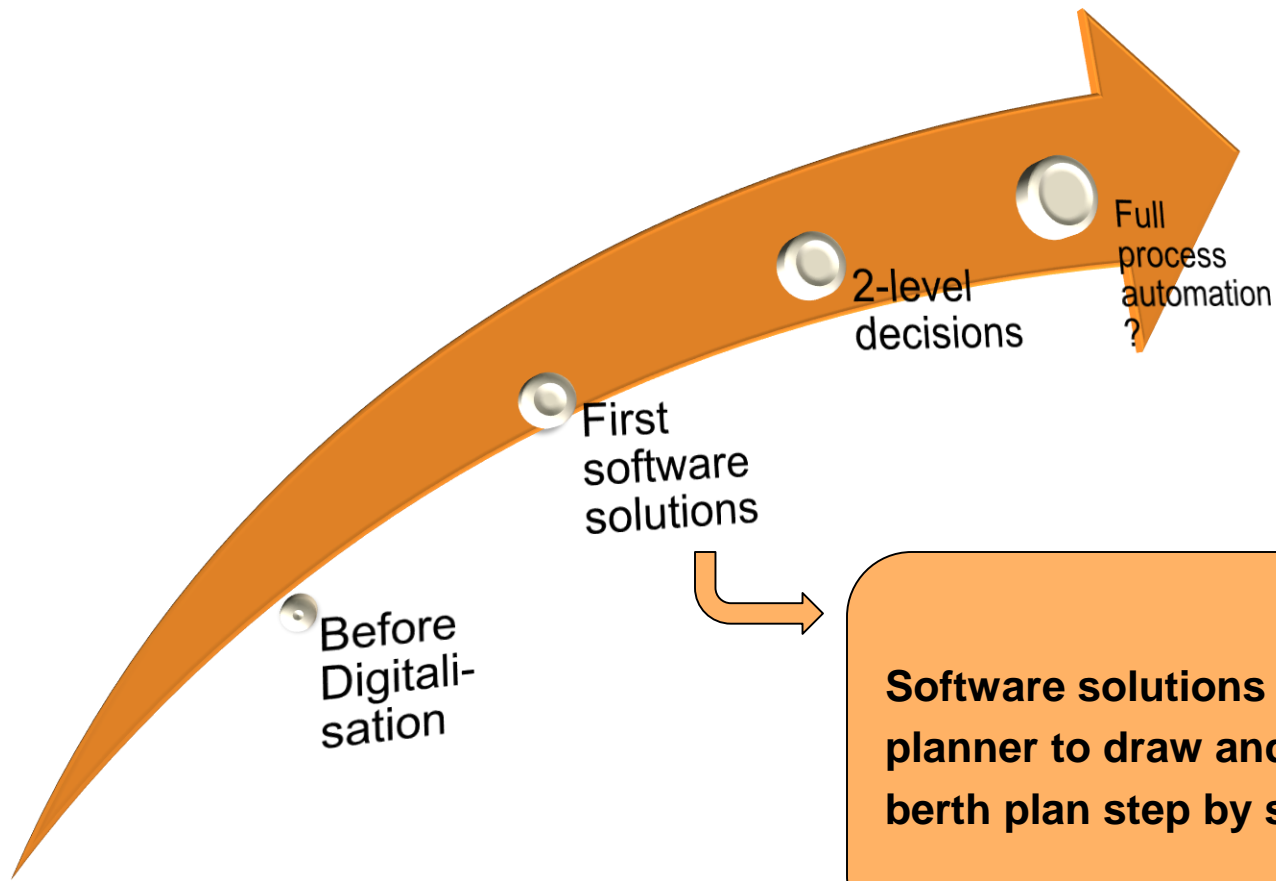 Full
process
automation
?
2-level
decisions
First
software
solutions
Before
Digitali-
sation
Software solutions
planner to draw
berth plan step by